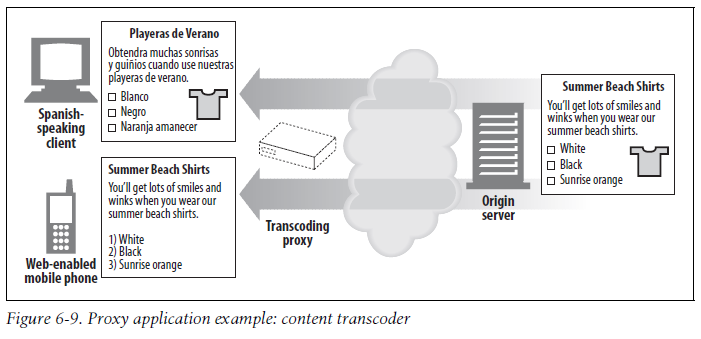 Playeras de Verano
Obtendra muchas sonrisas
y guiñios cuando use nuestras
playeras de verano.
Blanco
Negro
Naranja amanecer
Spanish-
speaking
client
Summer Beach Shirts
You'll get lots of smiles and
winks when you wear our
summer beach shirts.
1) White
2) Black
3) Sunrise orange
Web-enabled
mobile phone
Transcoding
proxy
Origin
server
Summer Beach Shirts
You'll get lots of smiles and
winks when you wear our
summer beach shirts.
White
Black
Sunrise orange
Figure 6-9. Proxy application example: content transcoder